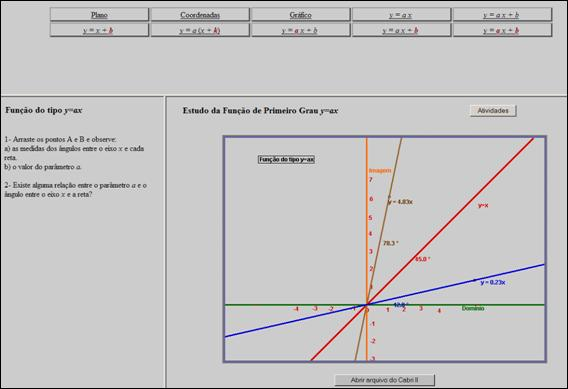 Plano Coordenadas Gráfico y = a x y = a x + b
y = x + b y = a (x + k) y = a x + b y = a x + b y = a x + b
Função do tipo y=ax
1- Arraste os pontos A e B e observe:
a) as medidas dos ângulos entre o eixo x e cada
reta.
b) o valor do parâmetro a.
2- Existe alguma relação entre o parâmetro a e o
ângulo entre o eixo x e a reta?
Estudo da Função de Primeiro Grau y=ax
Atividades
Função do tipo y=ax
Imagem
7
6
5
4
3
2
1
y = 4.83x
y=x
78.3 °
45.0 °
y = 0.23x
-4 -3 -2 -1 0 1 2 3 4
Domínio
-1
-2
-3
Abrir arquivo do Cabri II